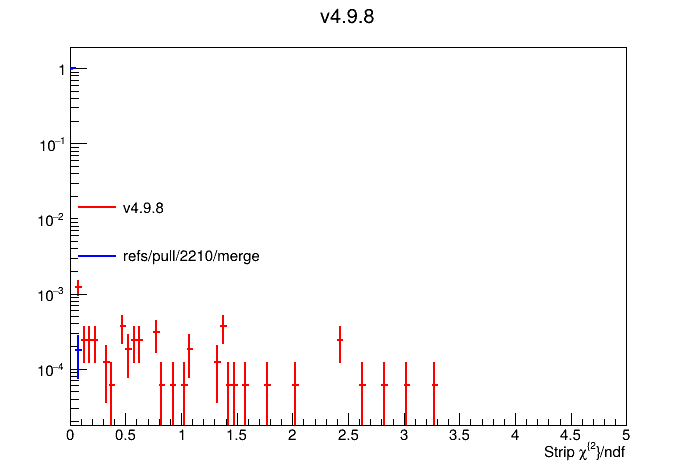 v4.9.8
1
10⁻¹
10⁻²
10⁻³
10⁻⁴
v4.9.8
refs/pull/2210/merge
0 0.5 1 1.5 2 2.5 3 3.5 4 4.5 5
Strip χ^{2}/ndf